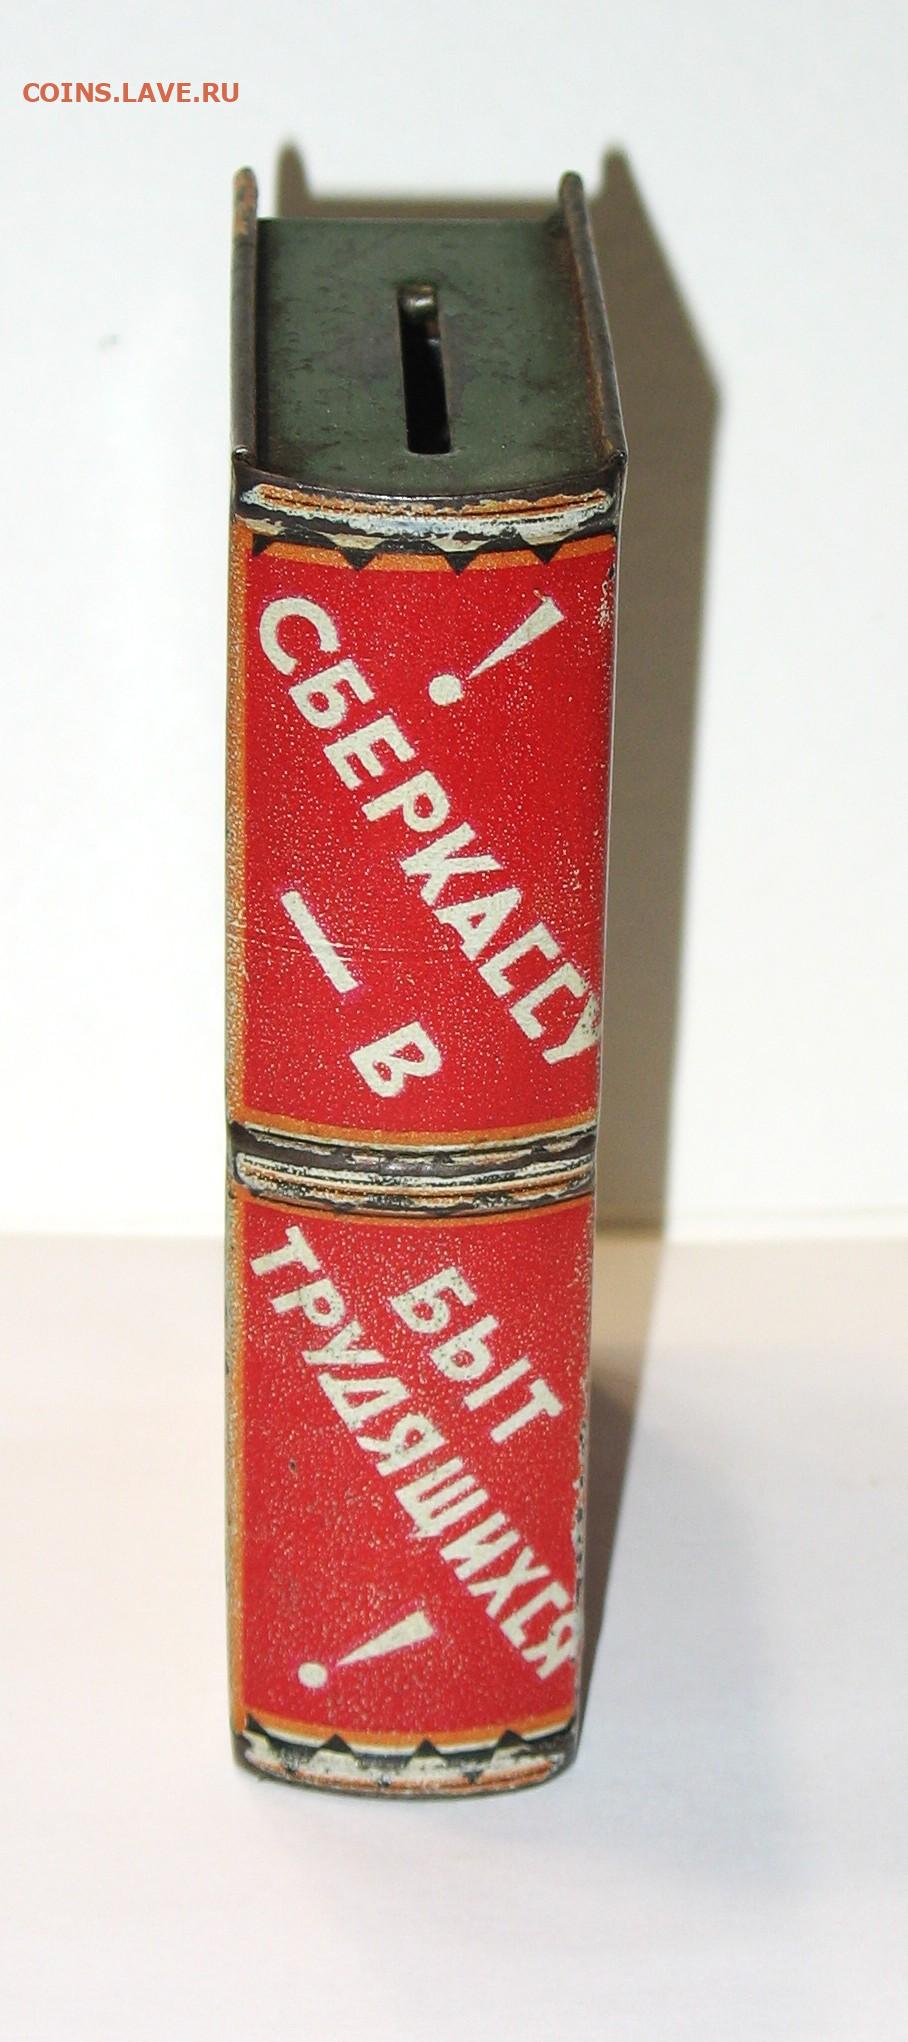 COINS.LAVE.RU
!
СБЕРКАССУ
— В
БЫТ
ТРУДЯЩИХСЯ
!